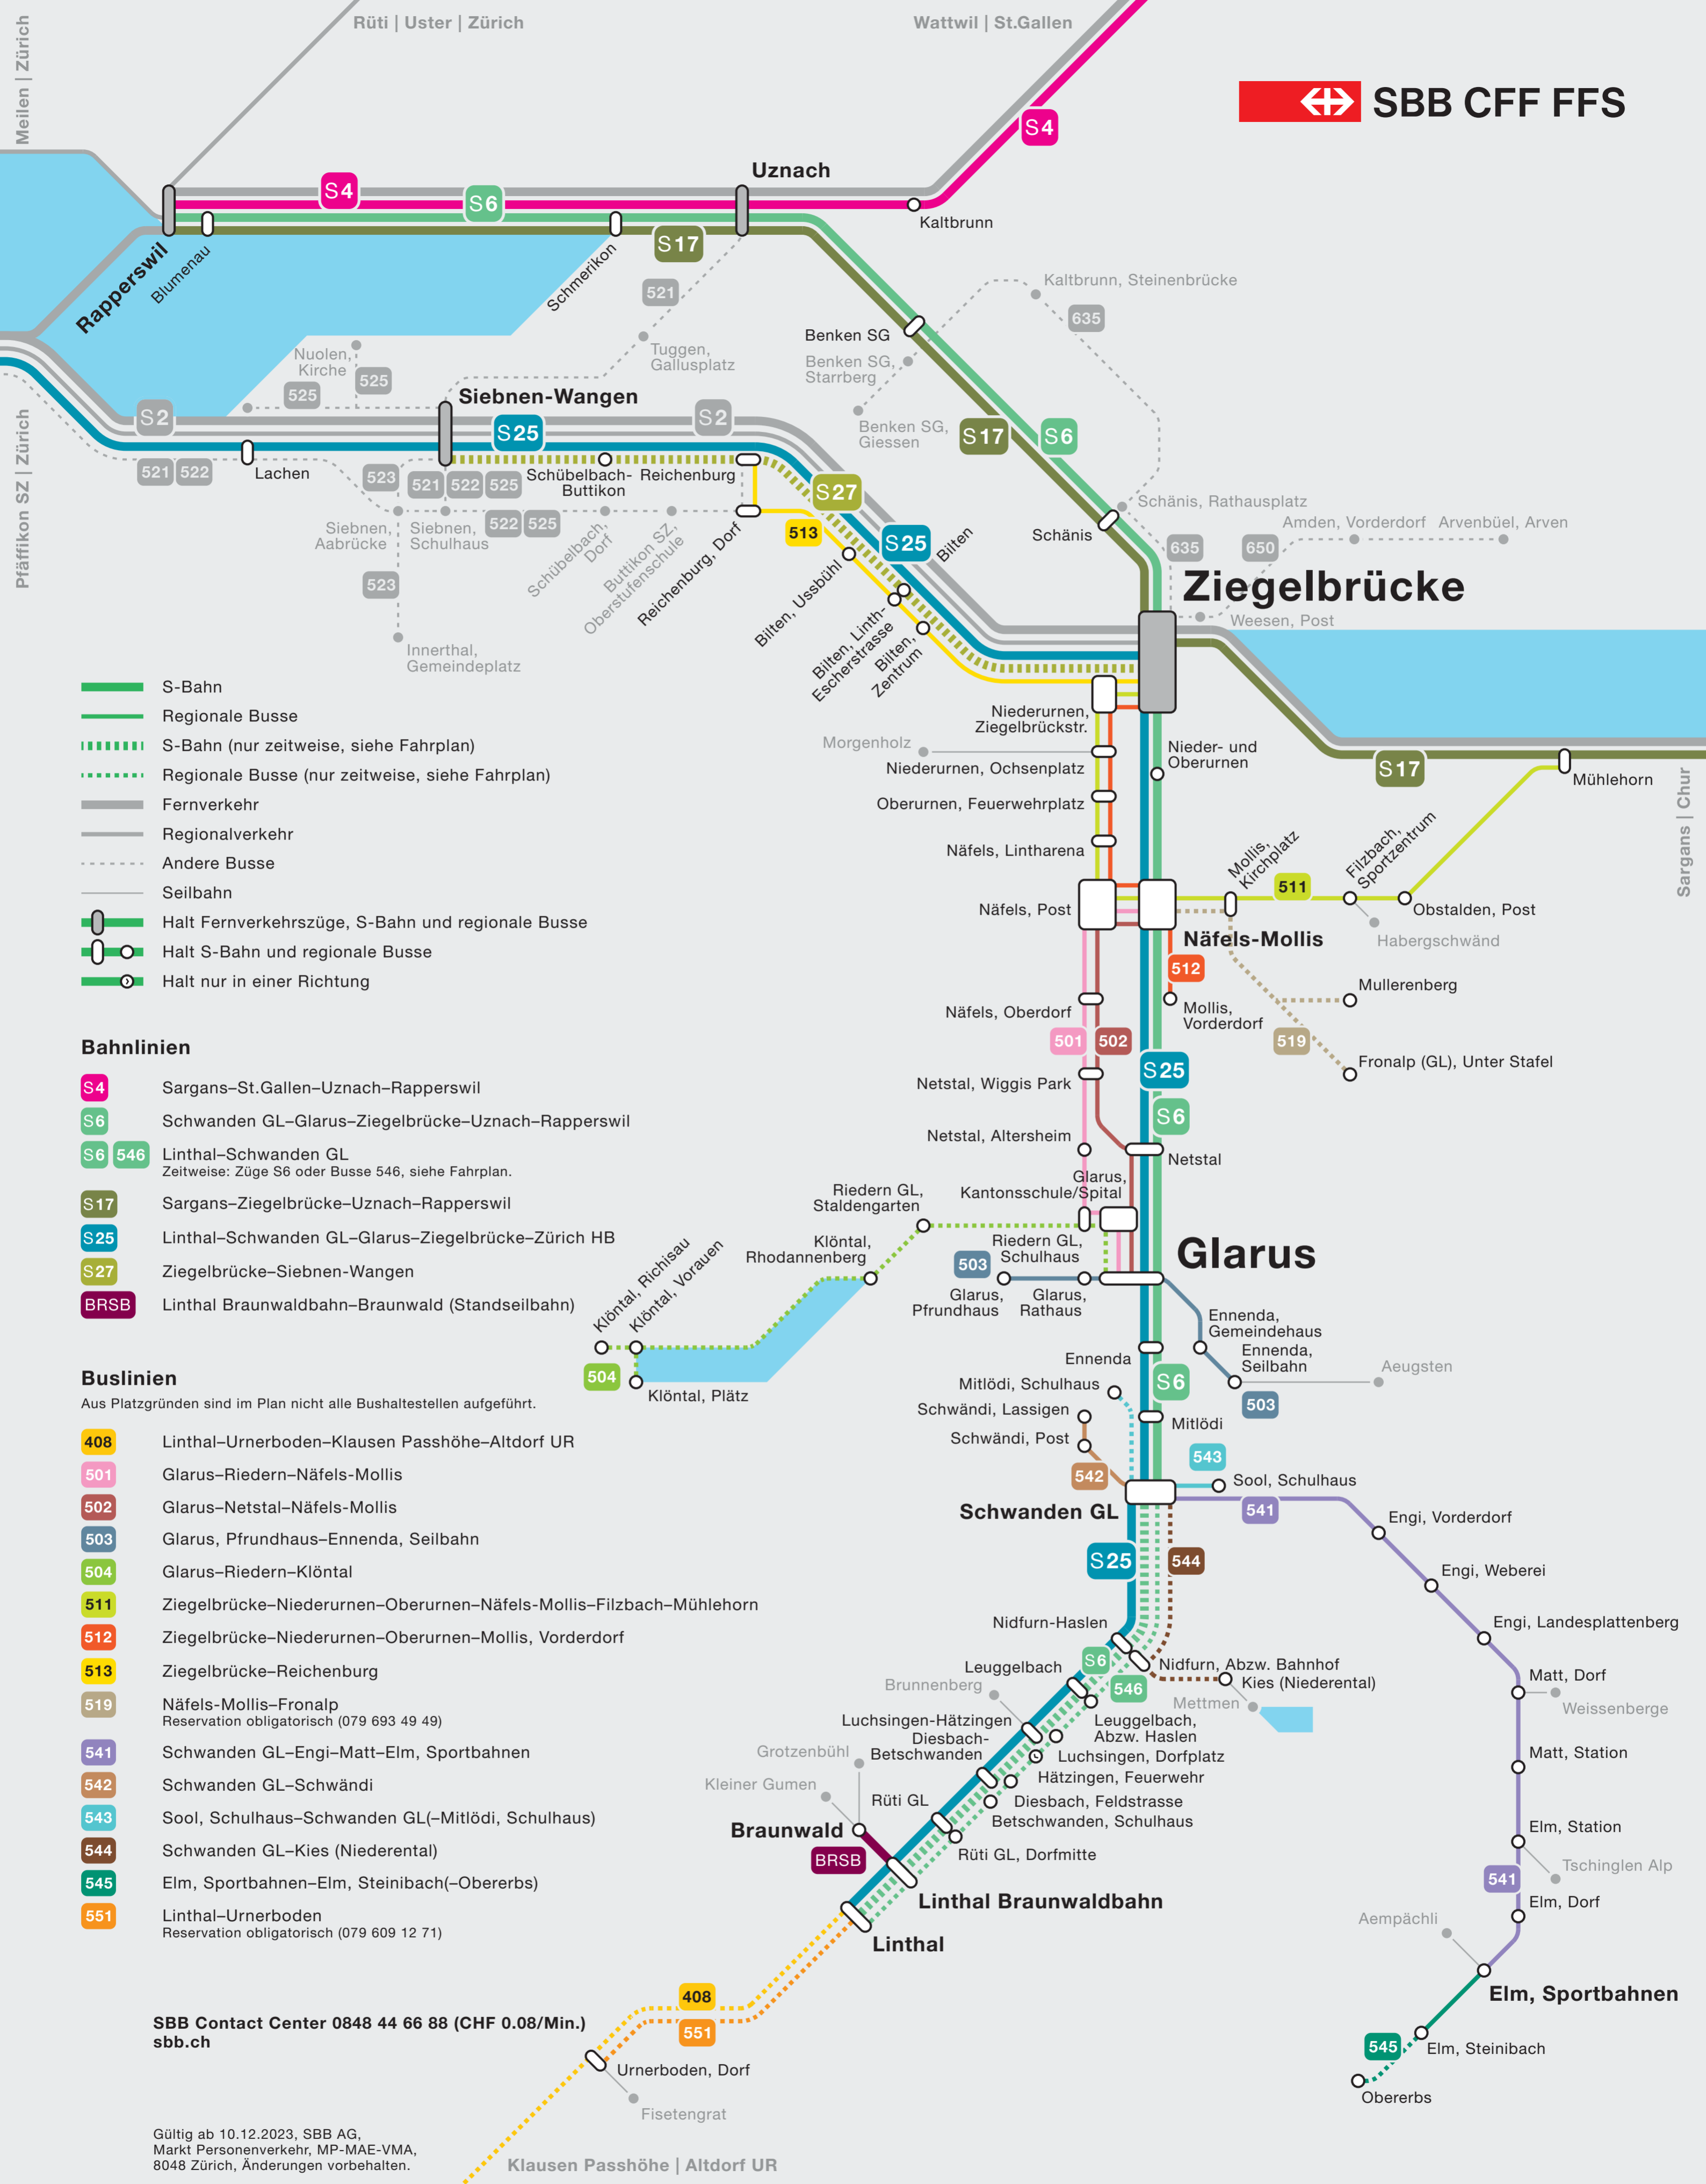 Meilen | Zürich
Rüti | Uster | Zürich
Wattwil | St.Gallen
SBB CFF FFS
S4
S4
S6
S17
Uznach
Kaltbrunn
Rapperswil
Blumenau
Schmerikon
521
Tuggen,
Gallusplatz
Nuolen,
Kirche
525
525
Kaltbrunn, Steinenbrücke
635
Benken SG
Benken SG,
Starrberg
Benken SG,
Giessen
S17
S6
Pfäffikon SZ | Zürich
S2
Siebnen-Wangen
S25
S2
521
522
Lachen
523
521
522
525
Schübelbach-
Buttikon
Reichenburg
S27
Siebnen,
Aabrücke
Siebnen,
Schulhaus
522
525
Schübelbach,
Dorf
Buttikon SZ,
Oberstufenschule
Reichenburg, Dorf
513
S25
Bilten
Bilten, Ussbühl
Bilten, Linth-
Escherstrasse
Bilten,
Zentrum
523
Innerthal,
Gemeindeplatz
Schänis
Schänis, Rathausplatz
635
650
Amden, Vorderdorf
Arvenbüel, Arven
Ziegelbrücke
Weesen, Post
S-Bahn
Regionale Busse
S-Bahn (nur zeitweise, siehe Fahrplan)
Regionale Busse (nur zeitweise, siehe Fahrplan)
Fernverkehr
Regionalverkehr
Andere Busse
Seilbahn
Halt Fernverkehrszüge, S-Bahn und regionale Busse
Halt S-Bahn und regionale Busse
Halt nur in einer Richtung
Niederurnen,
Ziegelbrückstr.
Morgenholz
Niederurnen, Ochsenplatz
Oberurnen, Feuerwehrplatz
Näfels, Lintharena
Nieder- und
Oberurnen
S17
Mühlehorn
Sargans | Chur
Näfels, Post
Näfels-Mollis
Mollis,
Kirchplatz
511
Filzbach,
Sportzentrum
Obstalden, Post
Habergschwänd
512
Mollis,
Vorderdorf
Mullerenberg
519
Fronalp (GL), Unter Stafel
Näfels, Oberdorf
501
502
Netstal, Wiggis Park
S25
S6
Netstal, Altersheim
Netstal
Glarus,
Kantonsschule/Spital
Riedern GL,
Staldengarten
Riedern GL,
Schulhaus
Klöntal,
Rhodannenberg
Klöntal, Richisau
Klöntal, Vorauen
504
Klöntal, Plätz
503
Glarus,
Pfrundhaus
Glarus,
Rathaus
Glarus
Ennenda,
Gemeindehaus
Ennenda,
Seilbahn
Aeugsten
503
Ennenda
S6
Mitlödi, Schulhaus
Mitlödi
Schwändi, Lassigen
Schwändi, Post
542
543
Sool, Schulhaus
Schwanden GL
541
Engi, Vorderdorf
Engi, Weberei
Engi, Landesplattenberg
Matt, Dorf
Weissenberge
Matt, Station
Elm, Station
Tschinglen Alp
541
Elm, Dorf
Aempächli
Elm, Sportbahnen
545
Elm, Steinibach
Obererbs
S25
544
Nidfurn-Haslen
S6
546
Nidfurn, Abzw. Bahnhof
Kies (Niederental)
Mettmen
Leuggelbach
Brunnenberg
Leuggelbach,
Abzw. Haslen
Luchsingen-Hätzingen
Luchsingen, Dorfplatz
Diesbach-
Betschwanden
Hätzingen, Feuerwehr
Diesbach, Feldstrasse
Betschwanden, Schulhaus
Rüti GL
Rüti GL, Dorfmitte
Grotzenbühl
Kleiner Gumen
Braunwald
BRSB
Linthal Braunwaldbahn
Linthal
408
551
Urnerboden, Dorf
Fisetengrat
Klausen Passhöhe | Altdorf UR
Bahnlinien
S4 Sargans–St.Gallen–Uznach–Rapperswil
S6 Schwanden GL–Glarus–Ziegelbrücke–Uznach–Rapperswil
S6 546 Linthal–Schwanden GL
Zeitweise: Züge S6 oder Busse 546, siehe Fahrplan.
S17 Sargans–Ziegelbrücke–Uznach–Rapperswil
S25 Linthal–Schwanden GL–Glarus–Ziegelbrücke–Zürich HB
S27 Ziegelbrücke–Siebnen-Wangen
BRSB Linthal Braunwaldbahn–Braunwald (Standseilbahn)
Buslinien
Aus Platzgründen sind im Plan nicht alle Bushaltestellen aufgeführt.
408 Linthal–Urnerboden–Klausen Passhöhe–Altdorf UR
501 Glarus–Riedern–Näfels-Mollis
502 Glarus–Netstal–Näfels-Mollis
503 Glarus, Pfrundhaus–Ennenda, Seilbahn
504 Glarus–Riedern–Klöntal
511 Ziegelbrücke–Niederurnen–Oberurnen–Näfels-Mollis–Filzbach–Mühlehorn
512 Ziegelbrücke–Niederurnen–Oberurnen–Mollis, Vorderdorf
513 Ziegelbrücke–Reichenburg
519 Näfels-Mollis–Fronalp
Reservation obligatorisch (079 693 49 49)
541 Schwanden GL–Engi–Matt–Elm, Sportbahnen
542 Schwanden GL–Schwändi
543 Sool, Schulhaus–Schwanden GL(–Mitlödi, Schulhaus)
544 Schwanden GL–Kies (Niederental)
545 Elm, Sportbahnen–Elm, Steinibach(–Obererbs)
551 Linthal–Urnerboden
Reservation obligatorisch (079 609 12 71)
SBB Contact Center 0848 44 66 88 (CHF 0.08/Min.)
sbb.ch
Gültig ab 10.12.2023, SBB AG,
Markt Personenverkehr, MP-MAE-VMA,
8048 Zürich, Änderungen vorbehalten.